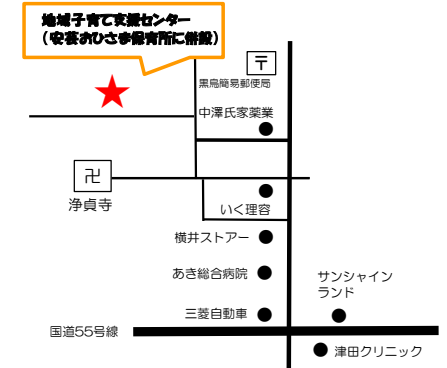 地域子育て支援センター
（安芸おひさま保育所に併設）
〒
黒鳥簡易郵便局
中澤氏家薬業
卍
浄貞寺
いく理容
横井ストアー
あき総合病院
サンシャイン
ランド
三菱自動車
国道55号線
津田クリニック